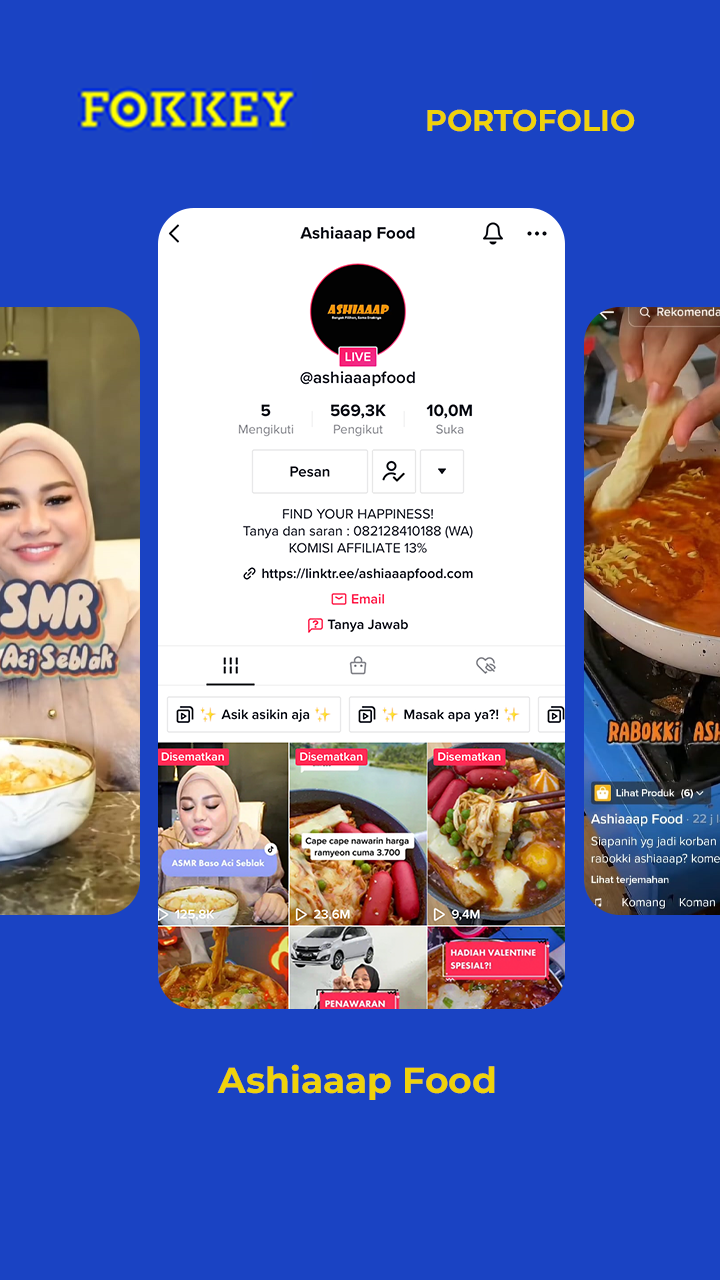 FOKKEY
PORTOFOLIO
Ashiaaap Food
ASHIAAAP
LIVE
@ashiaaapfood
5 569,3K 10,0M
Mengikuti Pengikut Suka
Pesan
FIND YOUR HAPPINESS!
Tanya dan saran : 082128410188 (WA)
KOMISI AFFILIATE 13%
https://linktr.ee/ashiaaapfood.com
Email
Tanya Jawab
✨ Asik asikin aja ✨
✨ Masak apa ya?! ✨
Disematkan
ASMR Baso Aci Seblak
125,8K
Disematkan
Cape cape nawarin harga
ramyeon cuma 3.700
23,6M
Disematkan
9,4M
PENAWARAN
HADIAH VALENTINE
SPESIAL?!
SMR
Aci Seblak
Rekomenda
RABOKKI ASH
Lihat Produk (6)
Ashiaaap Food · 22 j l
Siapanih yg jadi korban
rabokki ashiaaap? kome
Lihat terjemahan
Komang Koman
Ashiaaap Food